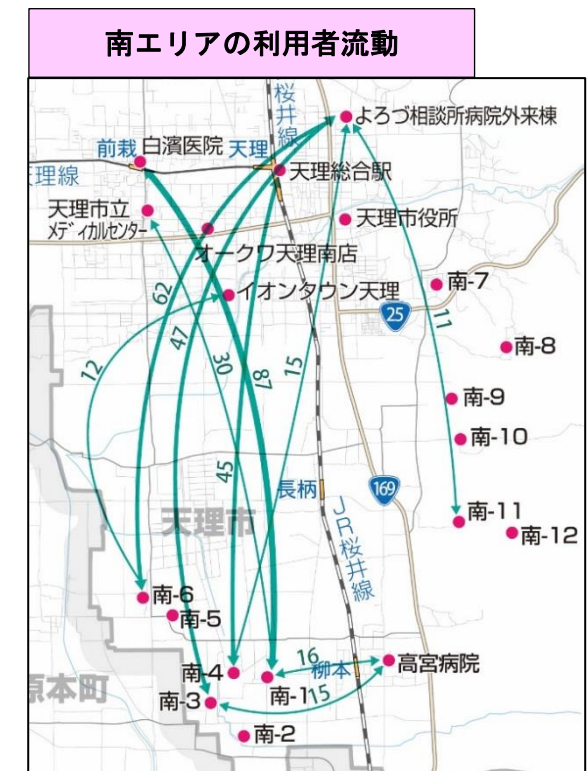 南エリアの利用者流動
桜井線
よろづ相談所病院外来棟
前栽
白濱医院
天理
理線
天理総合駅
天理市立
メディカルセンター
天理市役所
オークワ天理南店
イオンタウン天理
南-7
62
25
11
47
12
30
87
15
南-8
南-9
南-10
45
長柄
169
南-11
天理市
JR桜井線
南-12
南-6
南-5
16
高宮病院
南-4
柳本
原本町
南-1
15
南-3
南-2